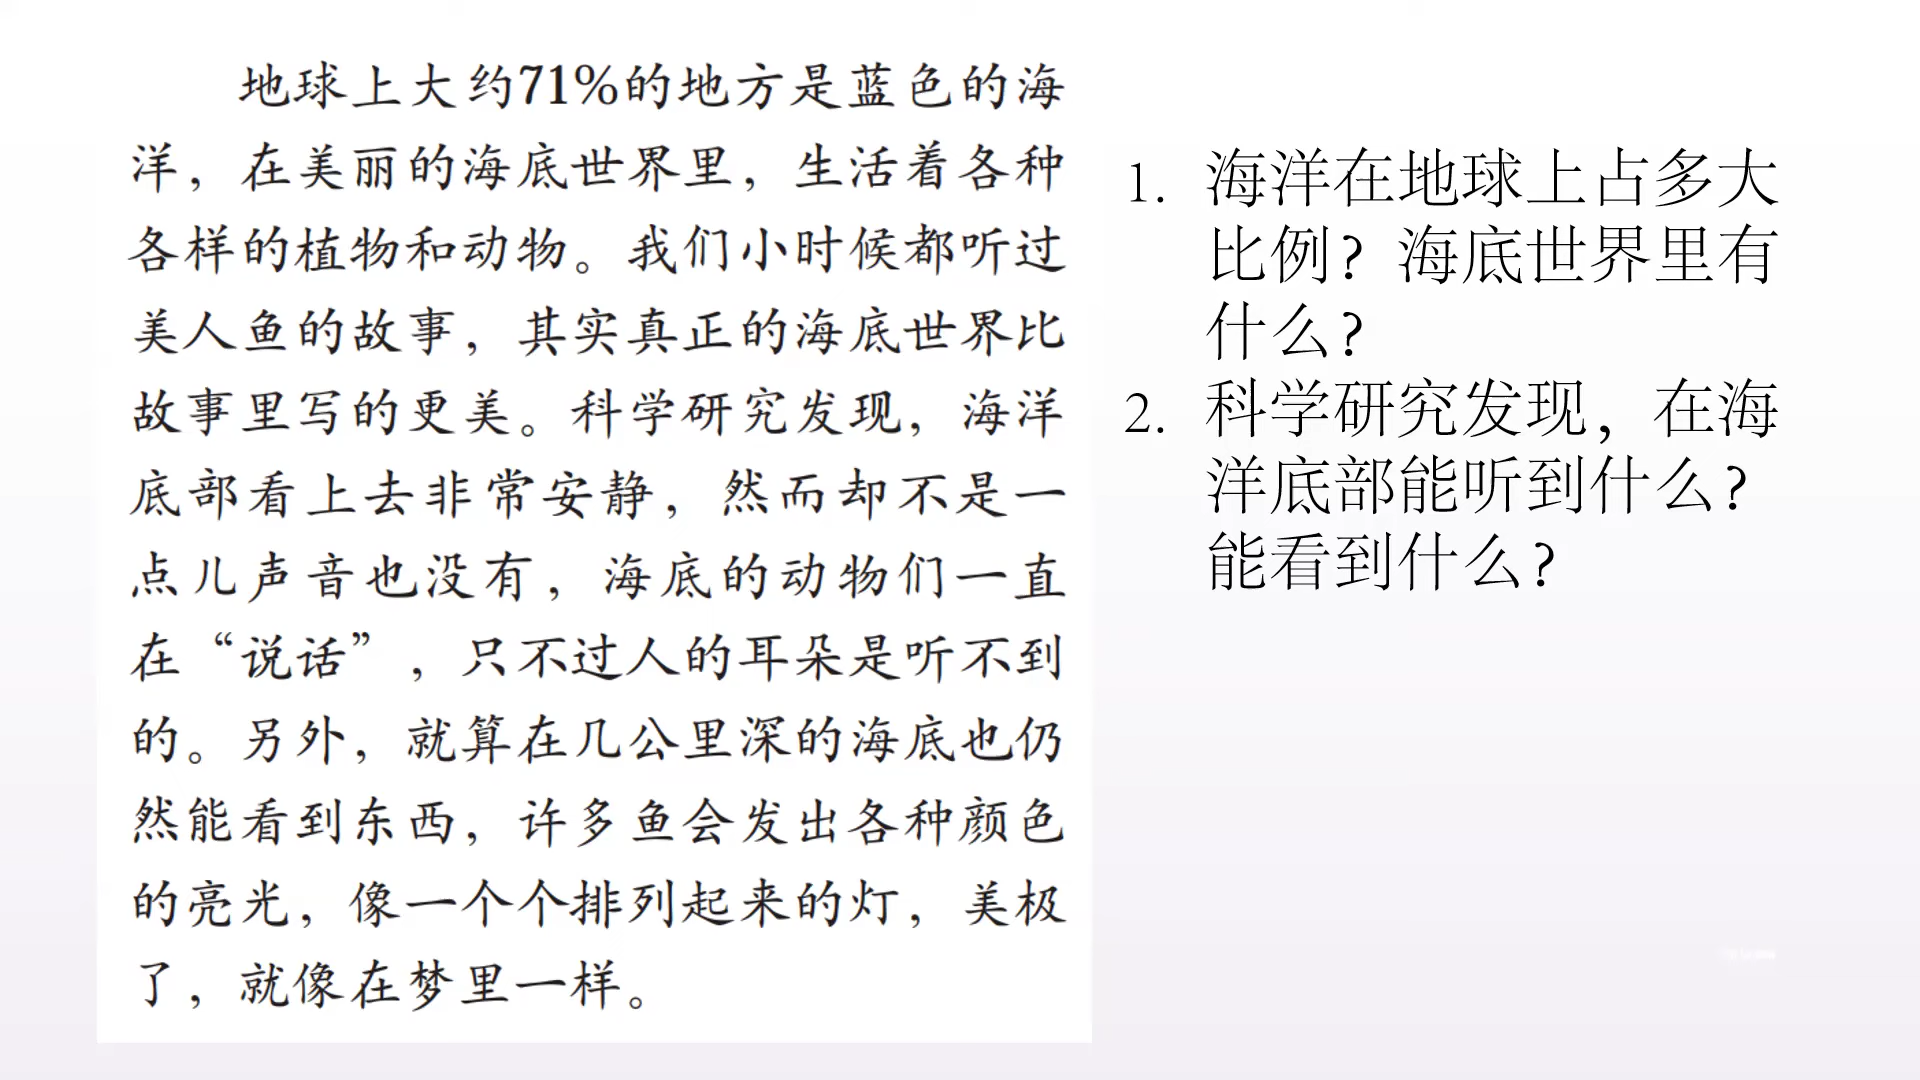 地球上大约71%的地方是蓝色的海
洋，在美丽的海底世界里，生活着各种
各样的植物和动物。我们小时候都听过
美人鱼的故事，其实真正的海底世界比
故事里写的更美。科学研究发现，海洋
底部看上去非常安静，然而却不是一
点儿声音也没有，海底的动物们一直
在“说话”，只不过人的耳朵是听不到
的。另外，就算在几公里深的海底也仍
然能看到东西，许多鱼会发出各种颜色
的亮光，像一个个排列起来的灯，美极
了，就像在梦里一样。
1. 海洋在地球上占多大
比例？海底世界里有
什么？
2. 科学研究发现，在海
洋底部能听到什么？
能看到什么？